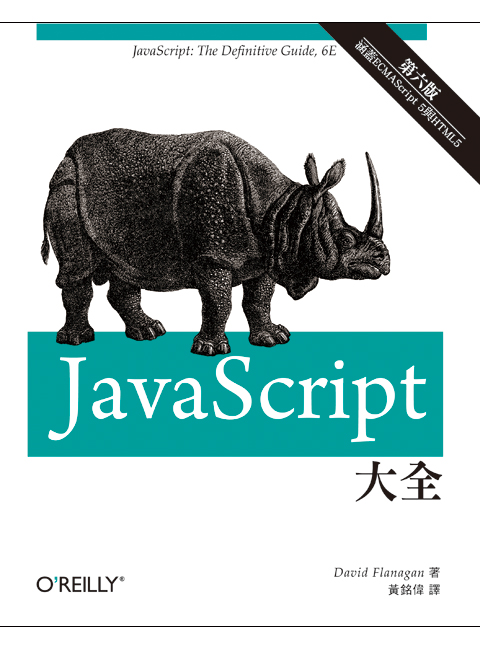 JavaScript: The Definitive Guide, 6E
第六版
涵蓋ECMAScript 5與HTML5
JavaScript
大全
David Flanagan 著
黃銘偉 譯
O'REILLY®